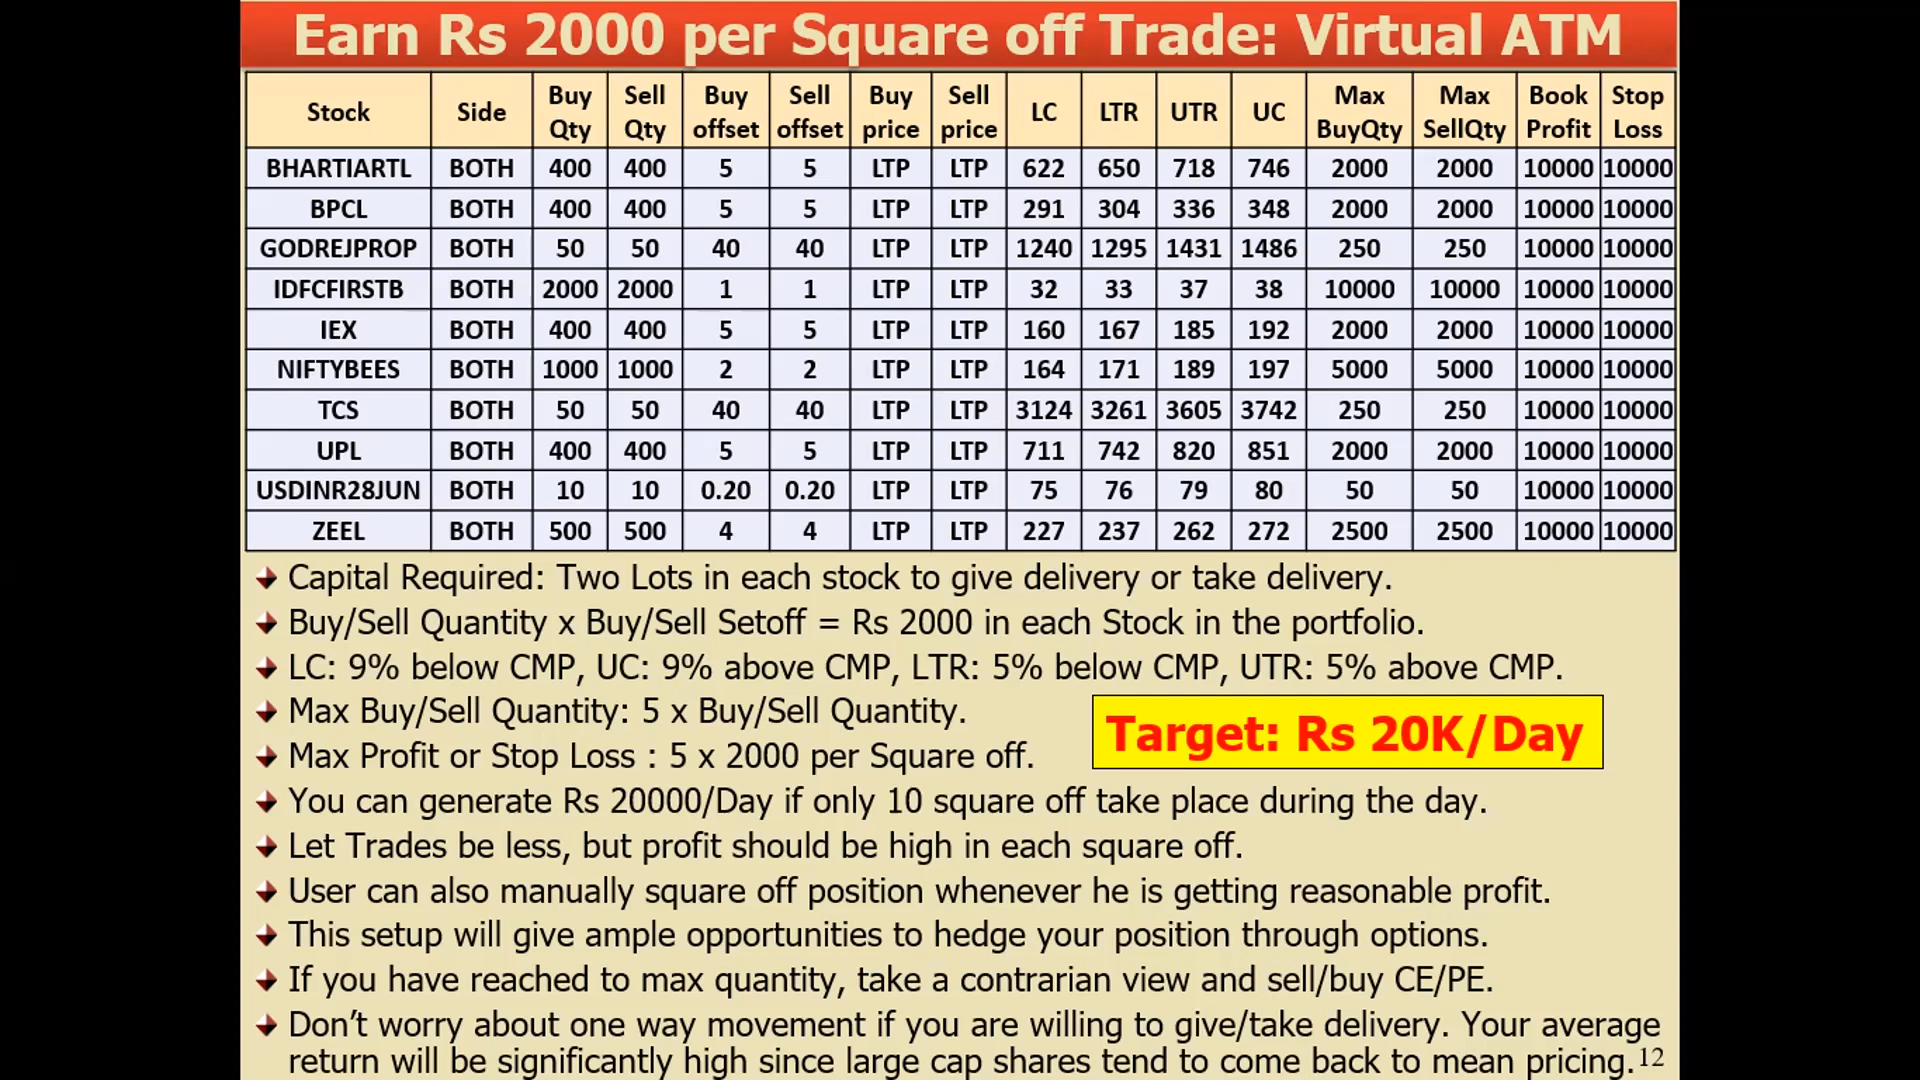 Earn Rs 2000 per Square off Trade: Virtual ATM
Stock Side Buy Qty Sell Qty Buy offset Sell offset Buy price Sell price LC LTR UTR UC Max BuyQty Max SellQty Book Profit Stop Loss
BHARTIARTL BOTH 400 400 5 5 LTP LTP 622 650 718 746 2000 2000 10000 10000
BPCL BOTH 400 400 5 5 LTP LTP 291 304 336 348 2000 2000 10000 10000
GODREJPROP BOTH 50 50 40 40 LTP LTP 1240 1295 1431 1486 250 250 10000 10000
IDFCFIRSTB BOTH 2000 2000 1 1 LTP LTP 32 33 37 38 10000 10000 10000 10000
IEX BOTH 400 400 5 5 LTP LTP 160 167 185 192 2000 2000 10000 10000
NIFTYBEES BOTH 1000 1000 2 2 LTP LTP 164 171 189 197 5000 5000 10000 10000
TCS BOTH 50 50 40 40 LTP LTP 3124 3261 3605 3742 250 250 10000 10000
UPL BOTH 400 400 5 5 LTP LTP 711 742 820 851 2000 2000 10000 10000
USDINR28JUN BOTH 10 10 0.20 0.20 LTP LTP 75 76 79 80 50 50 10000 10000
ZEEL BOTH 500 500 4 4 LTP LTP 227 237 262 272 2500 2500 10000 10000
Capital Required: Two Lots in each stock to give delivery or take delivery.
Buy/Sell Quantity x Buy/Sell Setoff = Rs 2000 in each Stock in the portfolio.
LC: 9% below CMP, UC: 9% above CMP, LTR: 5% below CMP, UTR: 5% above CMP.
Max Buy/Sell Quantity: 5 x Buy/Sell Quantity.
Target: Rs 20K/Day
Max Profit or Stop Loss : 5 x 2000 per Square off.
You can generate Rs 20000/Day if only 10 square off take place during the day.
Let Trades be less, but profit should be high in each square off.
User can also manually square off position whenever he is getting reasonable profit.
This setup will give ample opportunities to hedge your position through options.
If you have reached to max quantity, take a contrarian view and sell/buy CE/PE.
Don't worry about one way movement if you are willing to give/take delivery. Your average
return will be significantly high since large cap shares tend to come back to mean pricing. 12